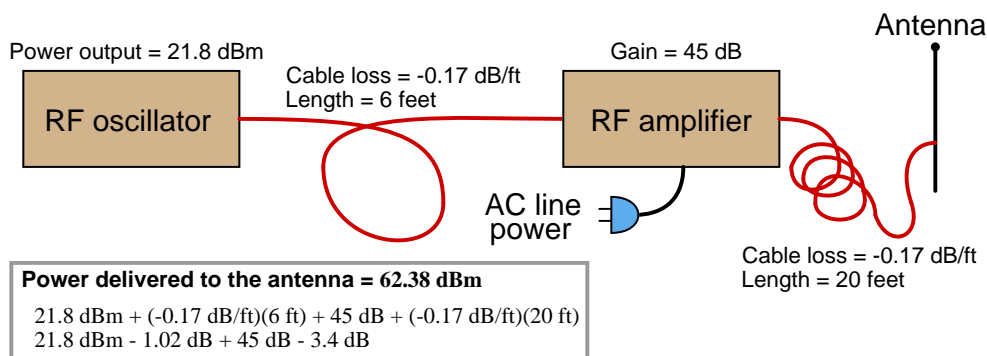 Antenna
Power output = 21.8 dBm
Gain = 45 dB
Cable loss = -0.17 dB/ft
Length = 6 feet
RF oscillator
RF amplifier
AC line
power
Cable loss = -0.17 dB/ft
Length = 20 feet
Power delivered to the antenna = 62.38 dBm
21.8 dBm + (-0.17 dB/ft)(6 ft) + 45 dB + (-0.17 dB/ft)(20 ft)
21.8 dBm - 1.02 dB + 45 dB - 3.4 dB